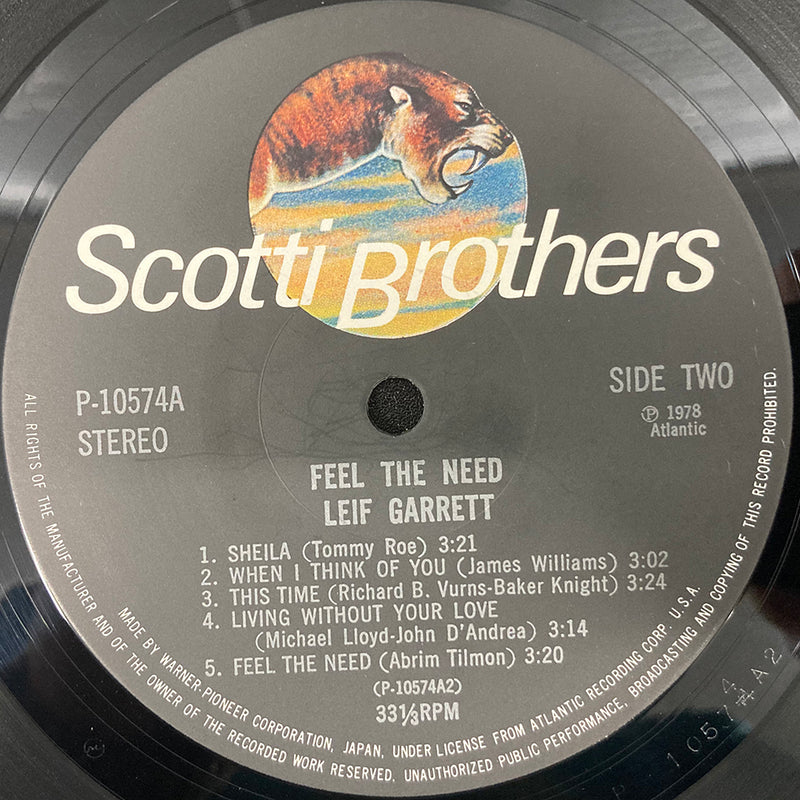 Scotti Brothers
P-10574A
STEREO
SIDE TWO
Ⓟ 1978
Atlantic
FEEL THE NEED
LEIF GARRETT
1. SHEILA (Tommy Roe) 3:21
2. WHEN I THINK OF YOU (James Williams) 3:02
3. THIS TIME (Richard B. Vurns-Baker Knight) 3:24
4. LIVING WITHOUT YOUR LOVE
(Michael Lloyd-John D'Andrea) 3:14
5. FEEL THE NEED (Abrim Tilmon) 3:20
(P-10574A2)
33⅓RPM
ALL RIGHTS OF THE MANUFACTURER AND OF THE OWNER OF THE RECORDED WORK RESERVED. UNAUTHORIZED PUBLIC PERFORMANCE, BROADCASTING AND COPYING OF THIS RECORD PROHIBITED.
MADE BY WARNER-PIONEER CORPORATION, JAPAN, UNDER LICENSE FROM ATLANTIC RECORDING CORP. U.S.A.